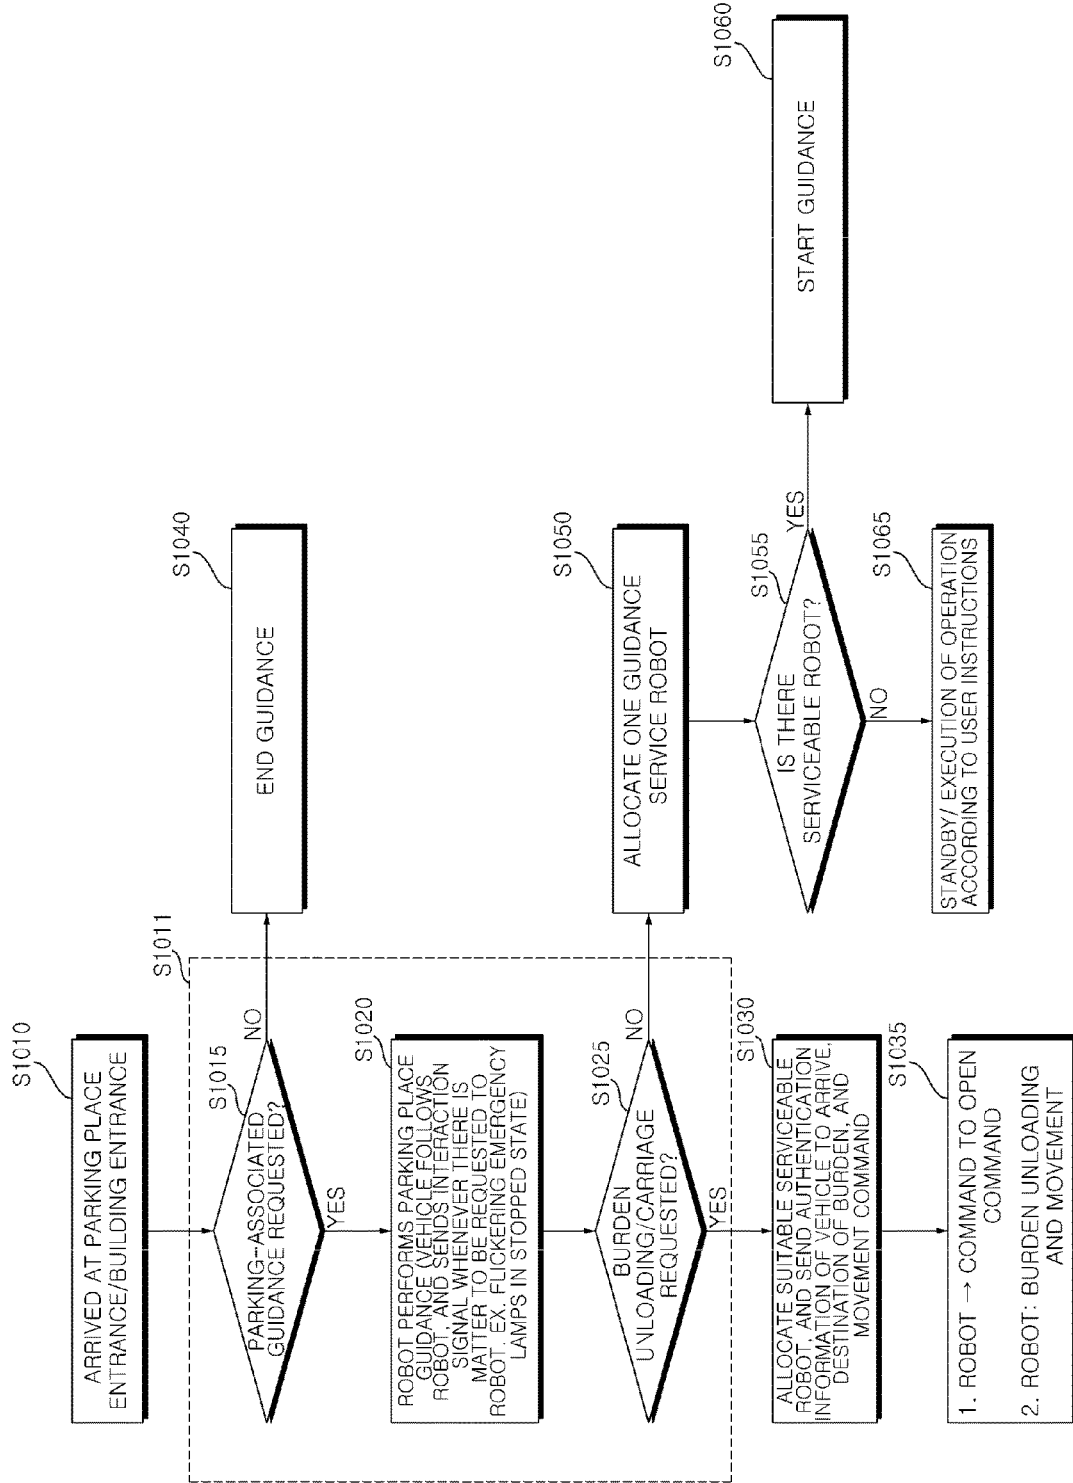 S1010
ARRIVED AT PARKING PLACE
ENTRANCE/BUILDING ENTRANCE
S1011
S1015
PARKING-ASSOCIATED
GUIDANCE REQUESTED?
NO
YES
S1040
END GUIDANCE
S1020
ROBOT PERFORMS PARKING PLACE
GUIDANCE (VEHICLE FOLLOWS
ROBOT, AND SENDS INTERACTION
SIGNAL WHENEVER THERE IS
MATTER TO BE REQUESTED TO
ROBOT. EX. FLICKERING EMERGENCY
LAMPS IN STOPPED STATE)
S1025
BURDEN
UNLOADING/CARRIAGE
REQUESTED?
NO
YES
S1050
ALLOCATE ONE GUIDANCE
SERVICE ROBOT
S1030
ALLOCATE SUITABLE SERVICEABLE
ROBOT, AND SEND AUTHENTICATION
INFORMATION OF VEHICLE TO ARRIVE,
DESTINATION OF BURDEN, AND
MOVEMENT COMMAND
S1055
IS THERE
SERVICEABLE ROBOT?
YES
NO
S1060
START GUIDANCE
S1035
1. ROBOT → COMMAND TO OPEN
COMMAND
2. ROBOT: BURDEN UNLOADING
AND MOVEMENT
S1065
STANDBY/ EXECUTION OF OPERATION
ACCORDING TO USER INSTRUCTIONS